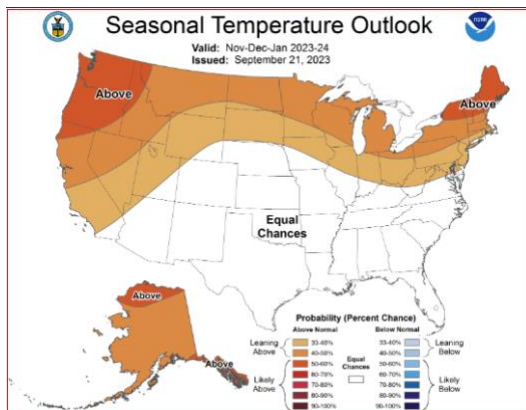 Seasonal Temperature Outlook
Valid: Nov-Dec-Jan 2023-24
Issued: September 21, 2023
Above
Above
Equal
Chances
Above
Above
Probability (Percent Chance)
Above Normal
Below Normal
Leaning
Above
Likely
Above
33-40%
40-50%
50-60%
60-70%
70-80%
80-90%
90-100%
Equal
Chances
33-40%
40-50%
50-60%
60-70%
70-80%
80-90%
90-100%
Leaning
Below
Likely
Below